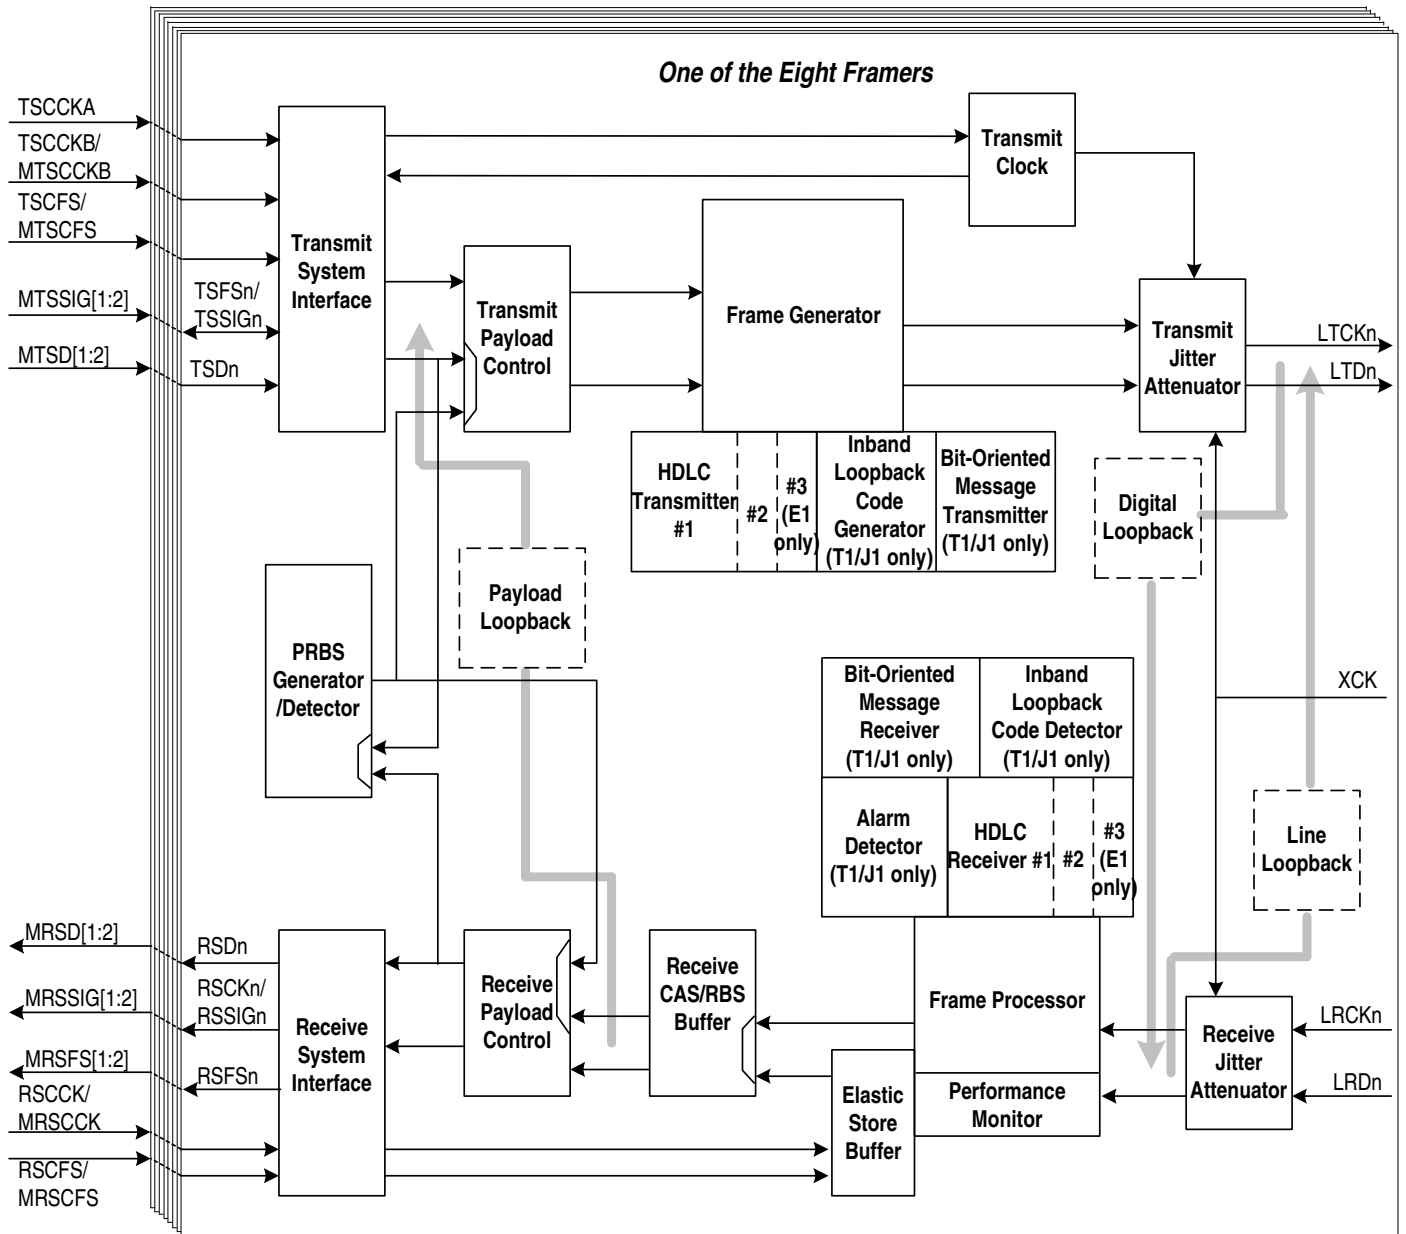 One of the Eight Framers
TSCCKA
TSCCKB/
MTSCCKB
TSCFS/
MTSCFS
MTSSIG[1:2]
MTSD[1:2]
TSFSn/
TSSIGn
TSDn
Transmit
System
Interface
Transmit
Payload
Control
Frame Generator
Transmit
Clock
Transmit
Jitter
Attenuator
LTCKn
LTDn
HDLC
Transmitter
#1
#2
#3
(E1
only)
Inband
Loopback
Code
Generator
(T1/J1 only)
Bit-Oriented
Message
Transmitter
(T1/J1 only)
Digital
Loopback
Payload
Loopback
PRBS
Generator
/Detector
Bit-Oriented
Message
Receiver
(T1/J1 only)
Inband
Loopback
Code Detector
(T1/J1 only)
XCK
Alarm
Detector
(T1/J1 only)
HDLC
Receiver #1
#2
#3
(E1
only)
Line
Loopback
MRSD[1:2]
MRSSIG[1:2]
MRSFS[1:2]
RSCCK/
MRSCCK
RSCFS/
MRSCFS
RSDn
RSCKn/
RSSIGn
RSFSn
Receive
System
Interface
Receive
Payload
Control
Receive
CAS/RBS
Buffer
Elastic
Store
Buffer
Frame Processor
Performance
Monitor
Receive
Jitter
Attenuator
LRCKn
LRDn